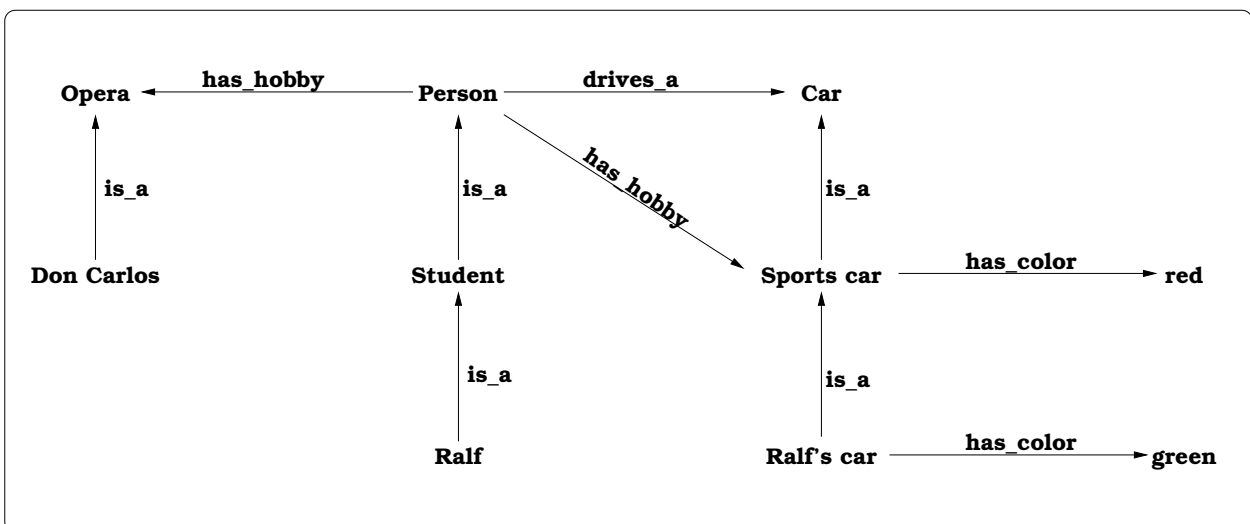 Opera has_hobby Person drives_a Car
has_hobby
is_a is_a is_a
Don Carlos Student Sports car has_color red
is_a is_a
Ralf Ralf's car has_color green